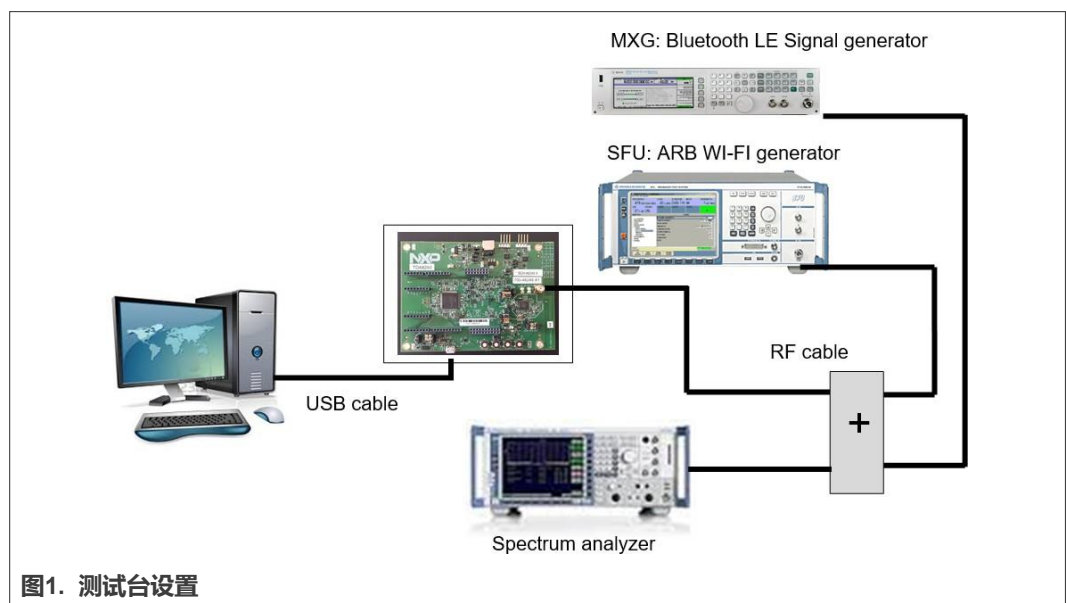 MXG: Bluetooth LE Signal generator
SFU: ARB WI-FI generator
NXP
RF cable
USB cable
+
Spectrum analyzer
图1. 测试台设置